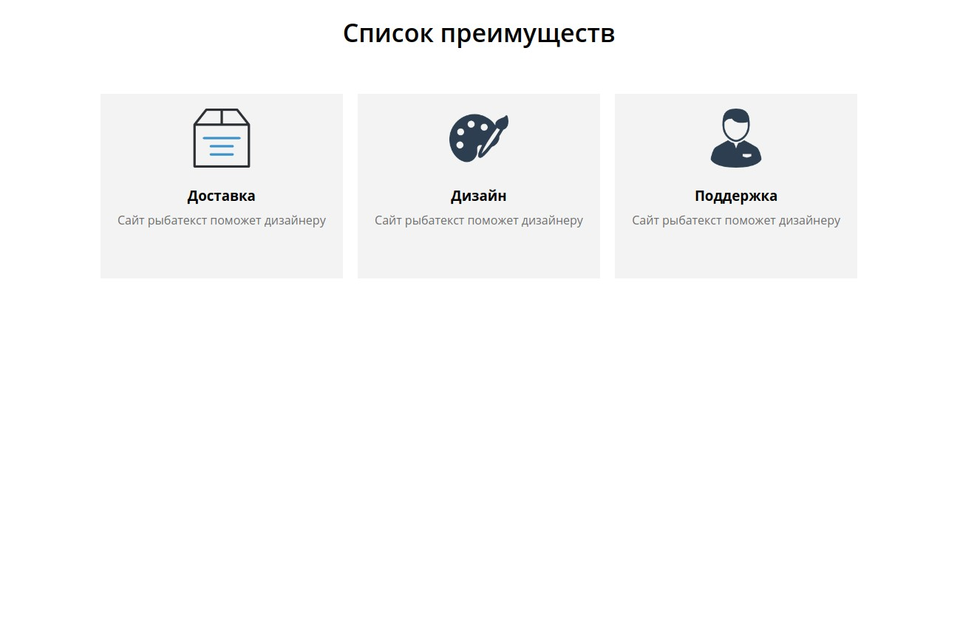 Список преимуществ
Доставка
Сайт рыбатекст поможет дизайнеру
Дизайн
Сайт рыбатекст поможет дизайнеру
Поддержка
Сайт рыбатекст поможет дизайнеру